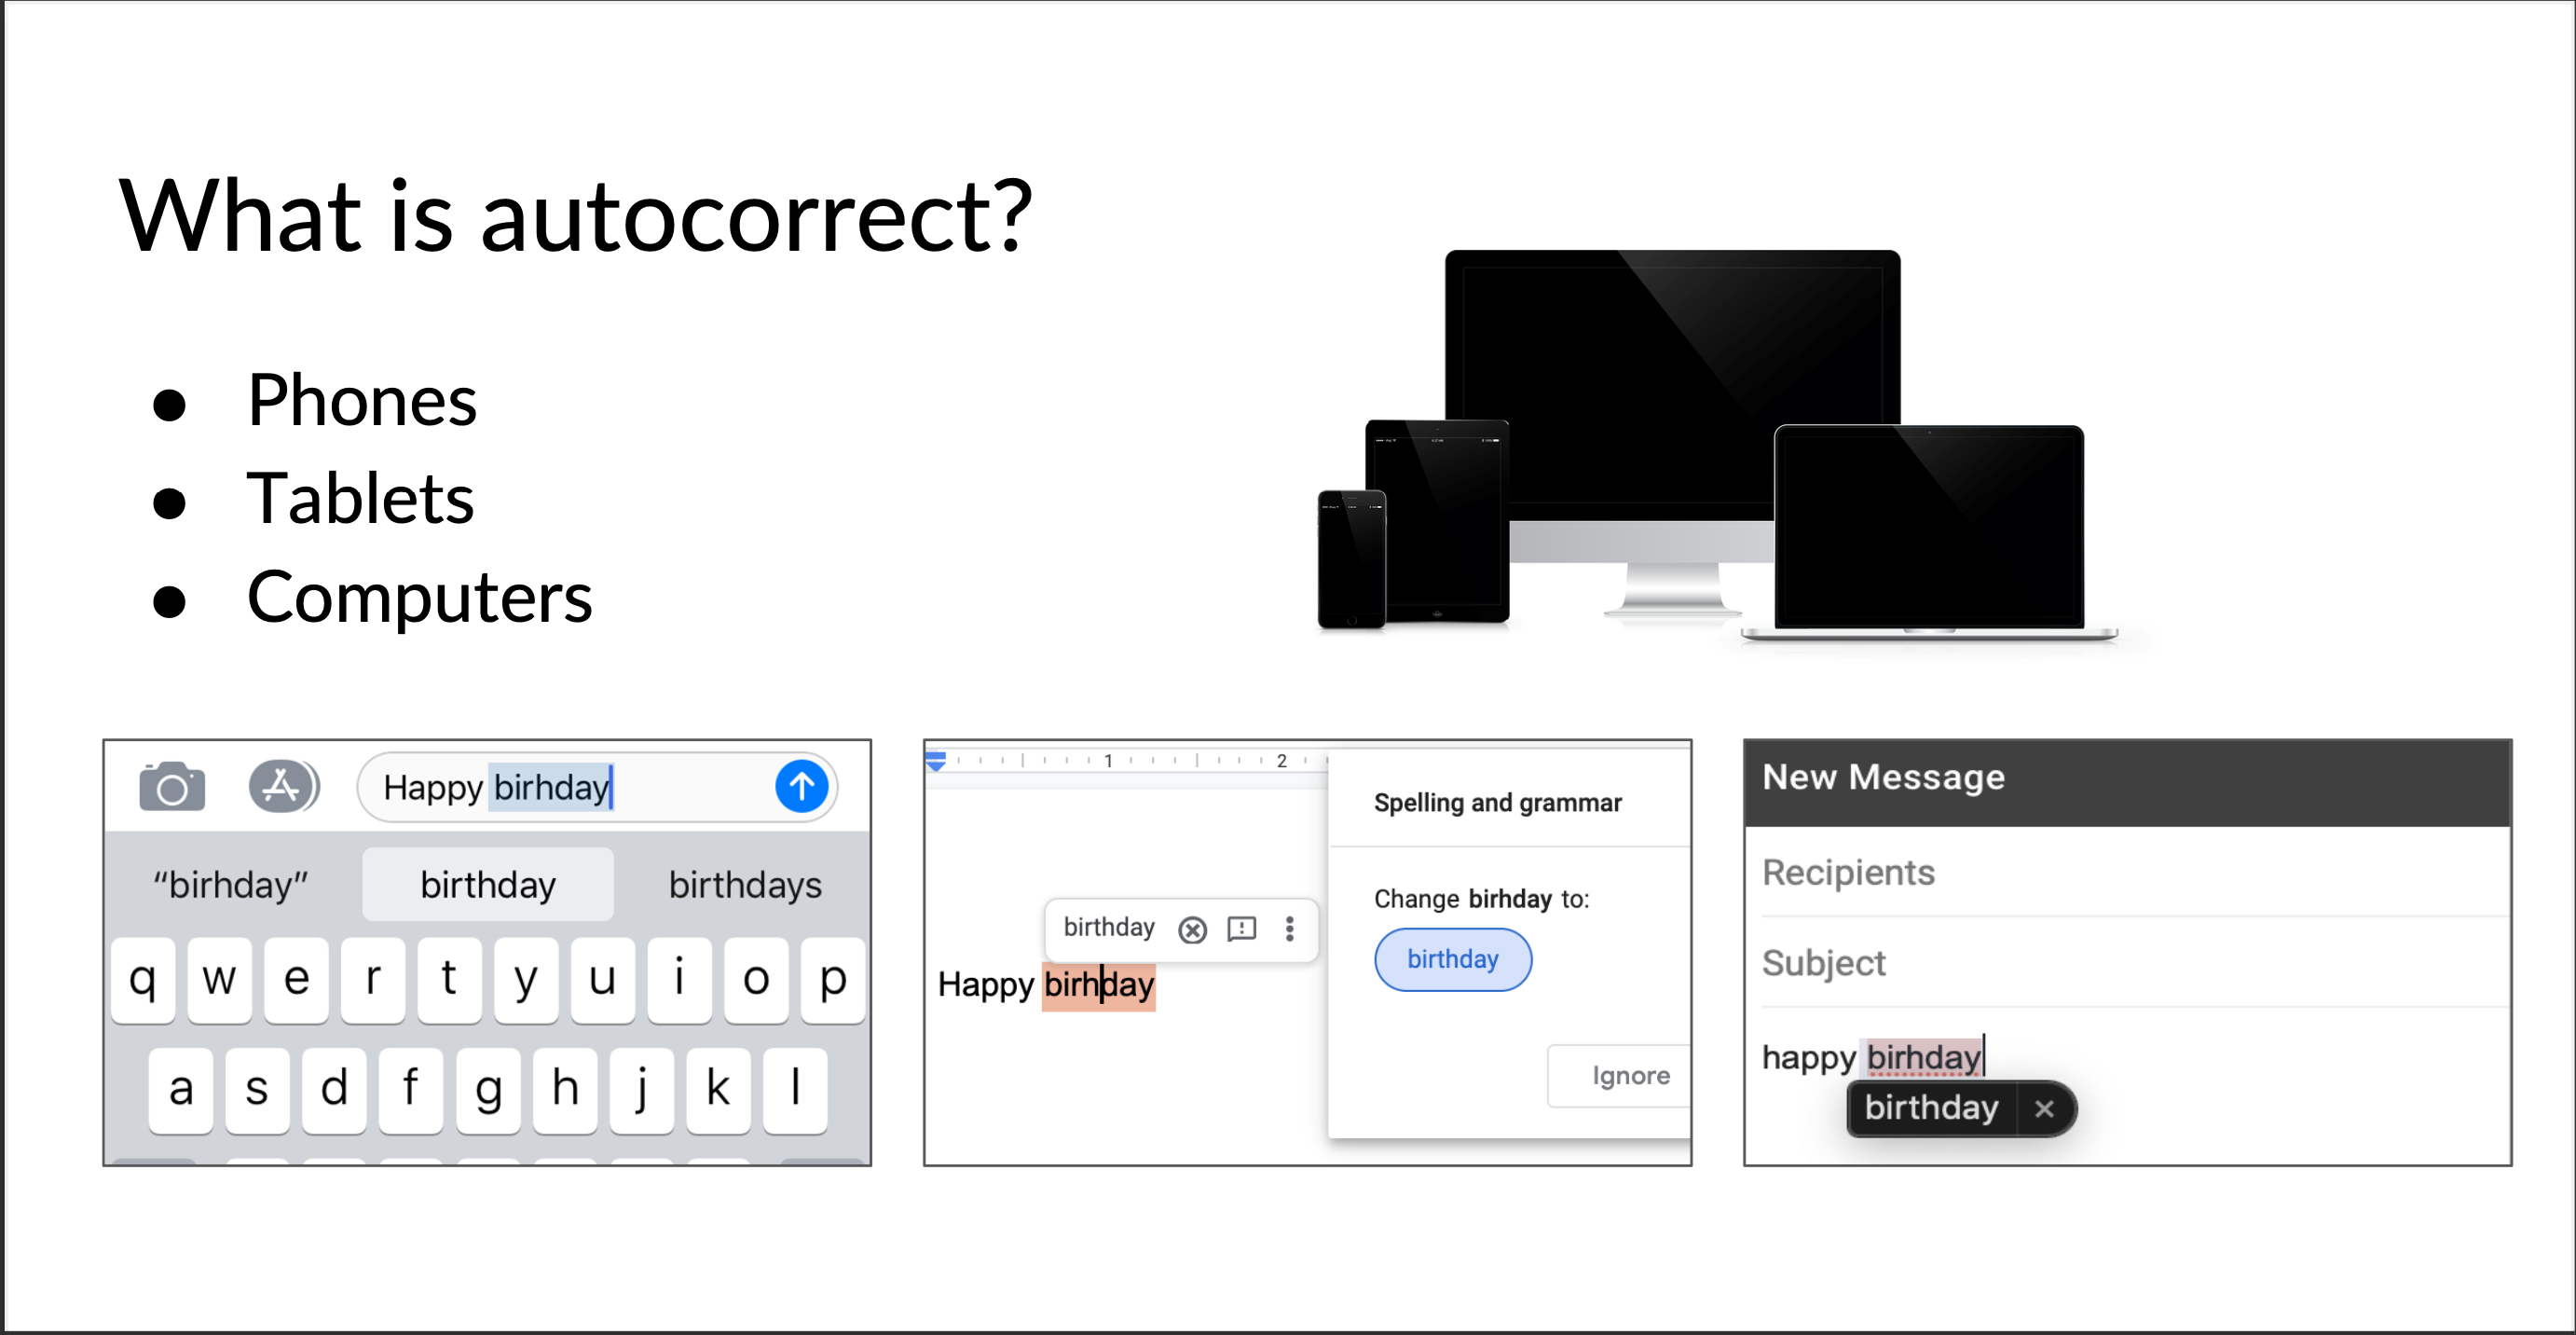 What is autocorrect?
● Phones
● Tablets
● Computers
Happy birhday
“birhday” birthday birthdays
q w e r t y u i o p
a s d f g h j k l
1 2
Spelling and grammar
Change birhday to:
birthday
birthday
Happy birhday
Ignore
New Message
Recipients
Subject
happy birhday
birthday ×